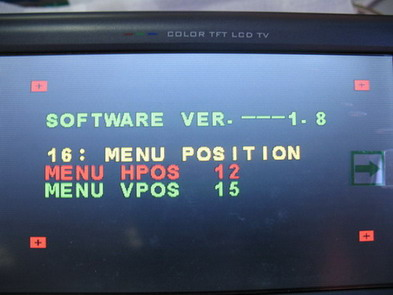 COLOR TFT LCD TV
SOFTWARE VER.———1.8
16: MENU POSITION
MENU HPOS 12
MENU VPOS 15